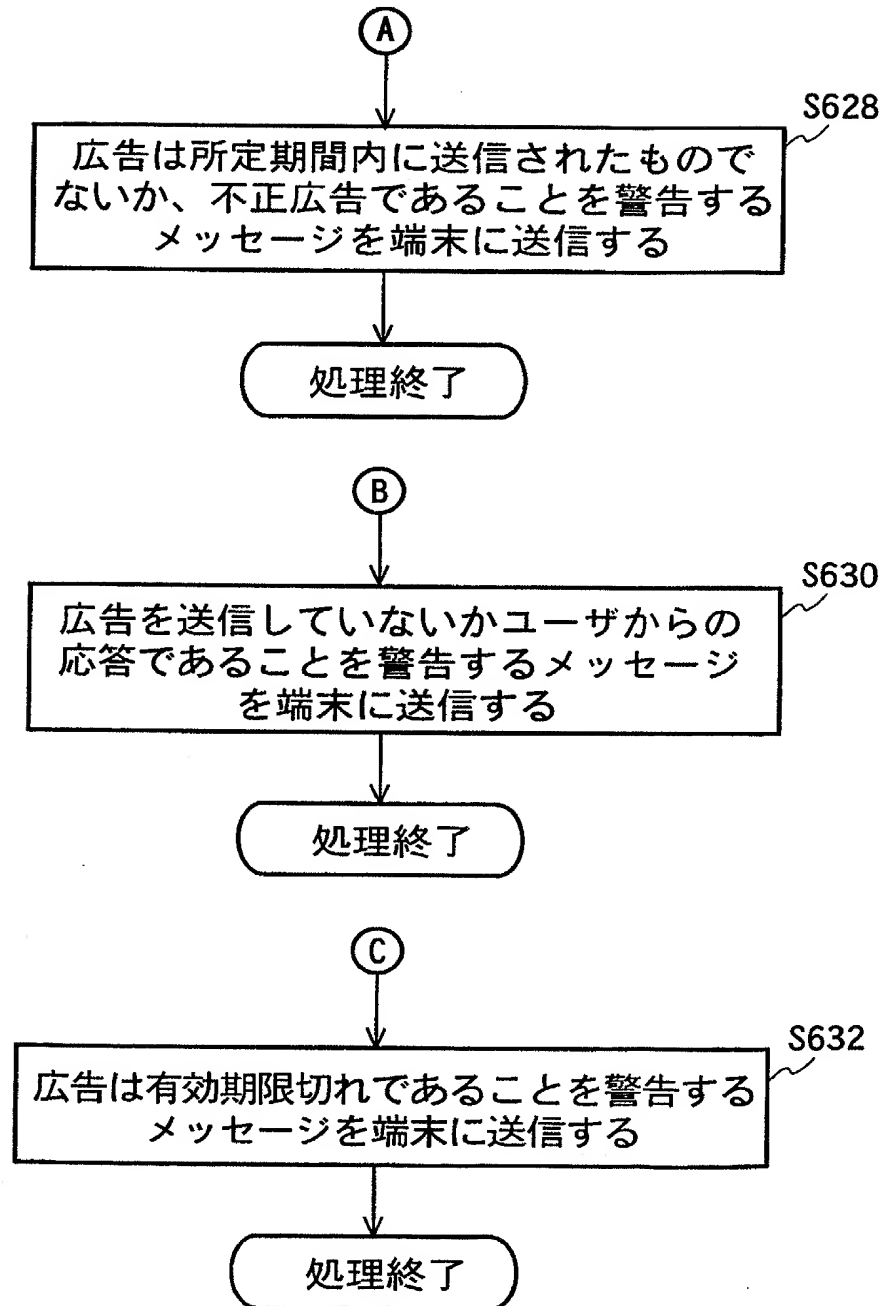 A
S628
広告は所定期間内に送信されたもので
ないか、不正広告であることを警告する
メッセージを端末に送信する
処理終了
B
S630
広告を送信していないかユーザからの
応答であることを警告するメッセージ
を端末に送信する
処理終了
C
S632
広告は有効期限切れであることを警告する
メッセージを端末に送信する
処理終了